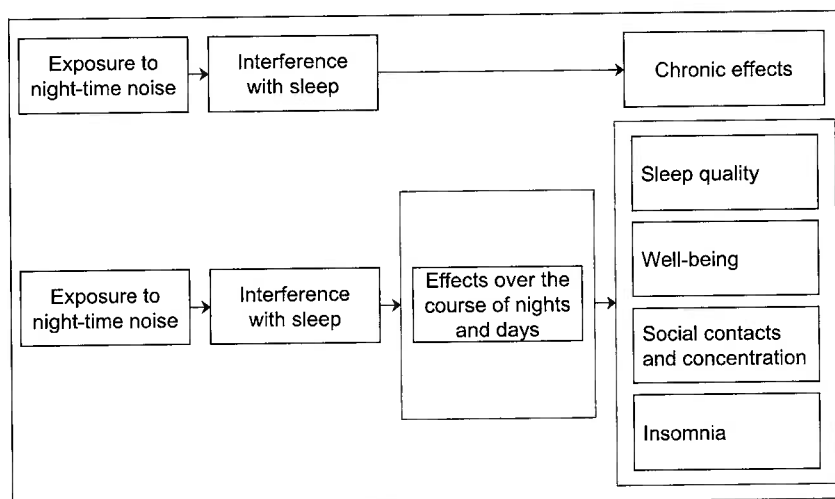 Exposure to
night-time noise
Interference
with sleep
Chronic effects
Exposure to
night-time noise
Interference
with sleep
Effects over the
course of nights
and days
Sleep quality
Well-being
Social contacts
and concentration
Insomnia